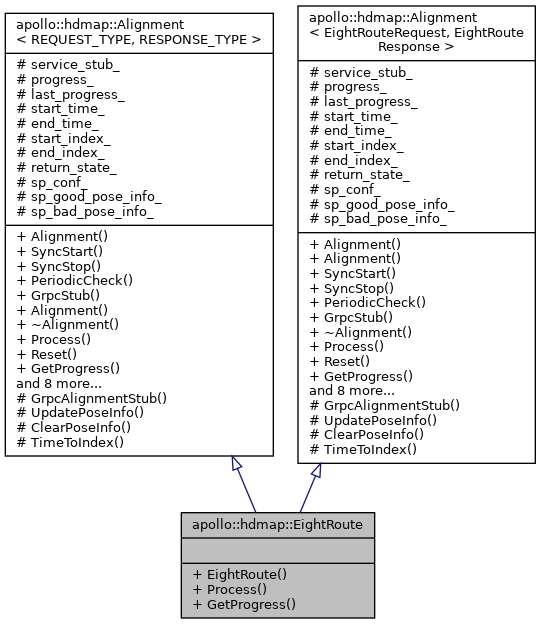 apollo::hdmap::Alignment
< REQUEST_TYPE, RESPONSE_TYPE >
# service_stub_
# progress_
# last_progress_
# start_time_
# end_time_
# start_index_
# end_index_
# return_state_
# sp_conf_
# sp_good_pose_info_
# sp_bad_pose_info_
+ Alignment()
+ SyncStart()
+ SyncStop()
+ PeriodicCheck()
+ GrpcStub()
+ Alignment()
+ ~Alignment()
+ Process()
+ Reset()
+ GetProgress()
and 8 more...
# GrpcAlignmentStub()
# UpdatePoseInfo()
# ClearPoseInfo()
# TimeToIndex()
apollo::hdmap::Alignment
< EightRouteRequest, EightRoute
Response >
# service_stub_
# progress_
# last_progress_
# start_time_
# end_time_
# start_index_
# end_index_
# return_state_
# sp_conf_
# sp_good_pose_info_
# sp_bad_pose_info_
+ Alignment()
+ Alignment()
+ SyncStart()
+ SyncStop()
+ PeriodicCheck()
+ GrpcStub()
+ ~Alignment()
+ Process()
+ Reset()
+ GetProgress()
and 8 more...
# GrpcAlignmentStub()
# UpdatePoseInfo()
# ClearPoseInfo()
# TimeToIndex()
apollo::hdmap::EightRoute
+ EightRoute()
+ Process()
+ GetProgress()